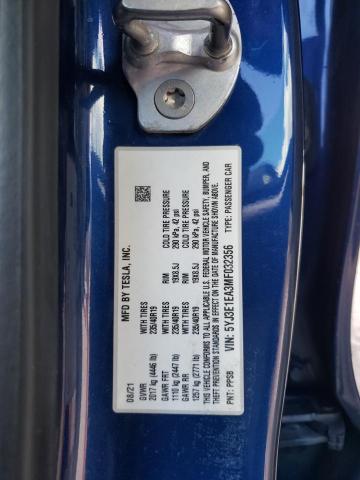 MFD BY TESLA, INC. 08/21
GVWR
2017 kg (4446 lb)
GAWR FRT WITH TIRES RIM COLD TIRE PRESSURE
1110 kg (2447 lb) 235/40R19 19X8.5J 290 kPa, 42 psi
GAWR RR WITH TIRES RIM COLD TIRE PRESSURE
1257 kg (2771 lb) 235/40R19 19X8.5J 290 kPa, 42 psi
THIS VEHICLE CONFORMS TO ALL APPLICABLE U.S. FEDERAL MOTOR VEHICLE SAFETY, BUMPER, AND
THEFT PREVENTION STANDARDS IN EFFECT ON THE DATE OF MANUFACTURE SHOWN ABOVE.
VIN: 5YJ3E1EA3MF032356 TYPE: PASSENGER CAR
PNT: PPSB